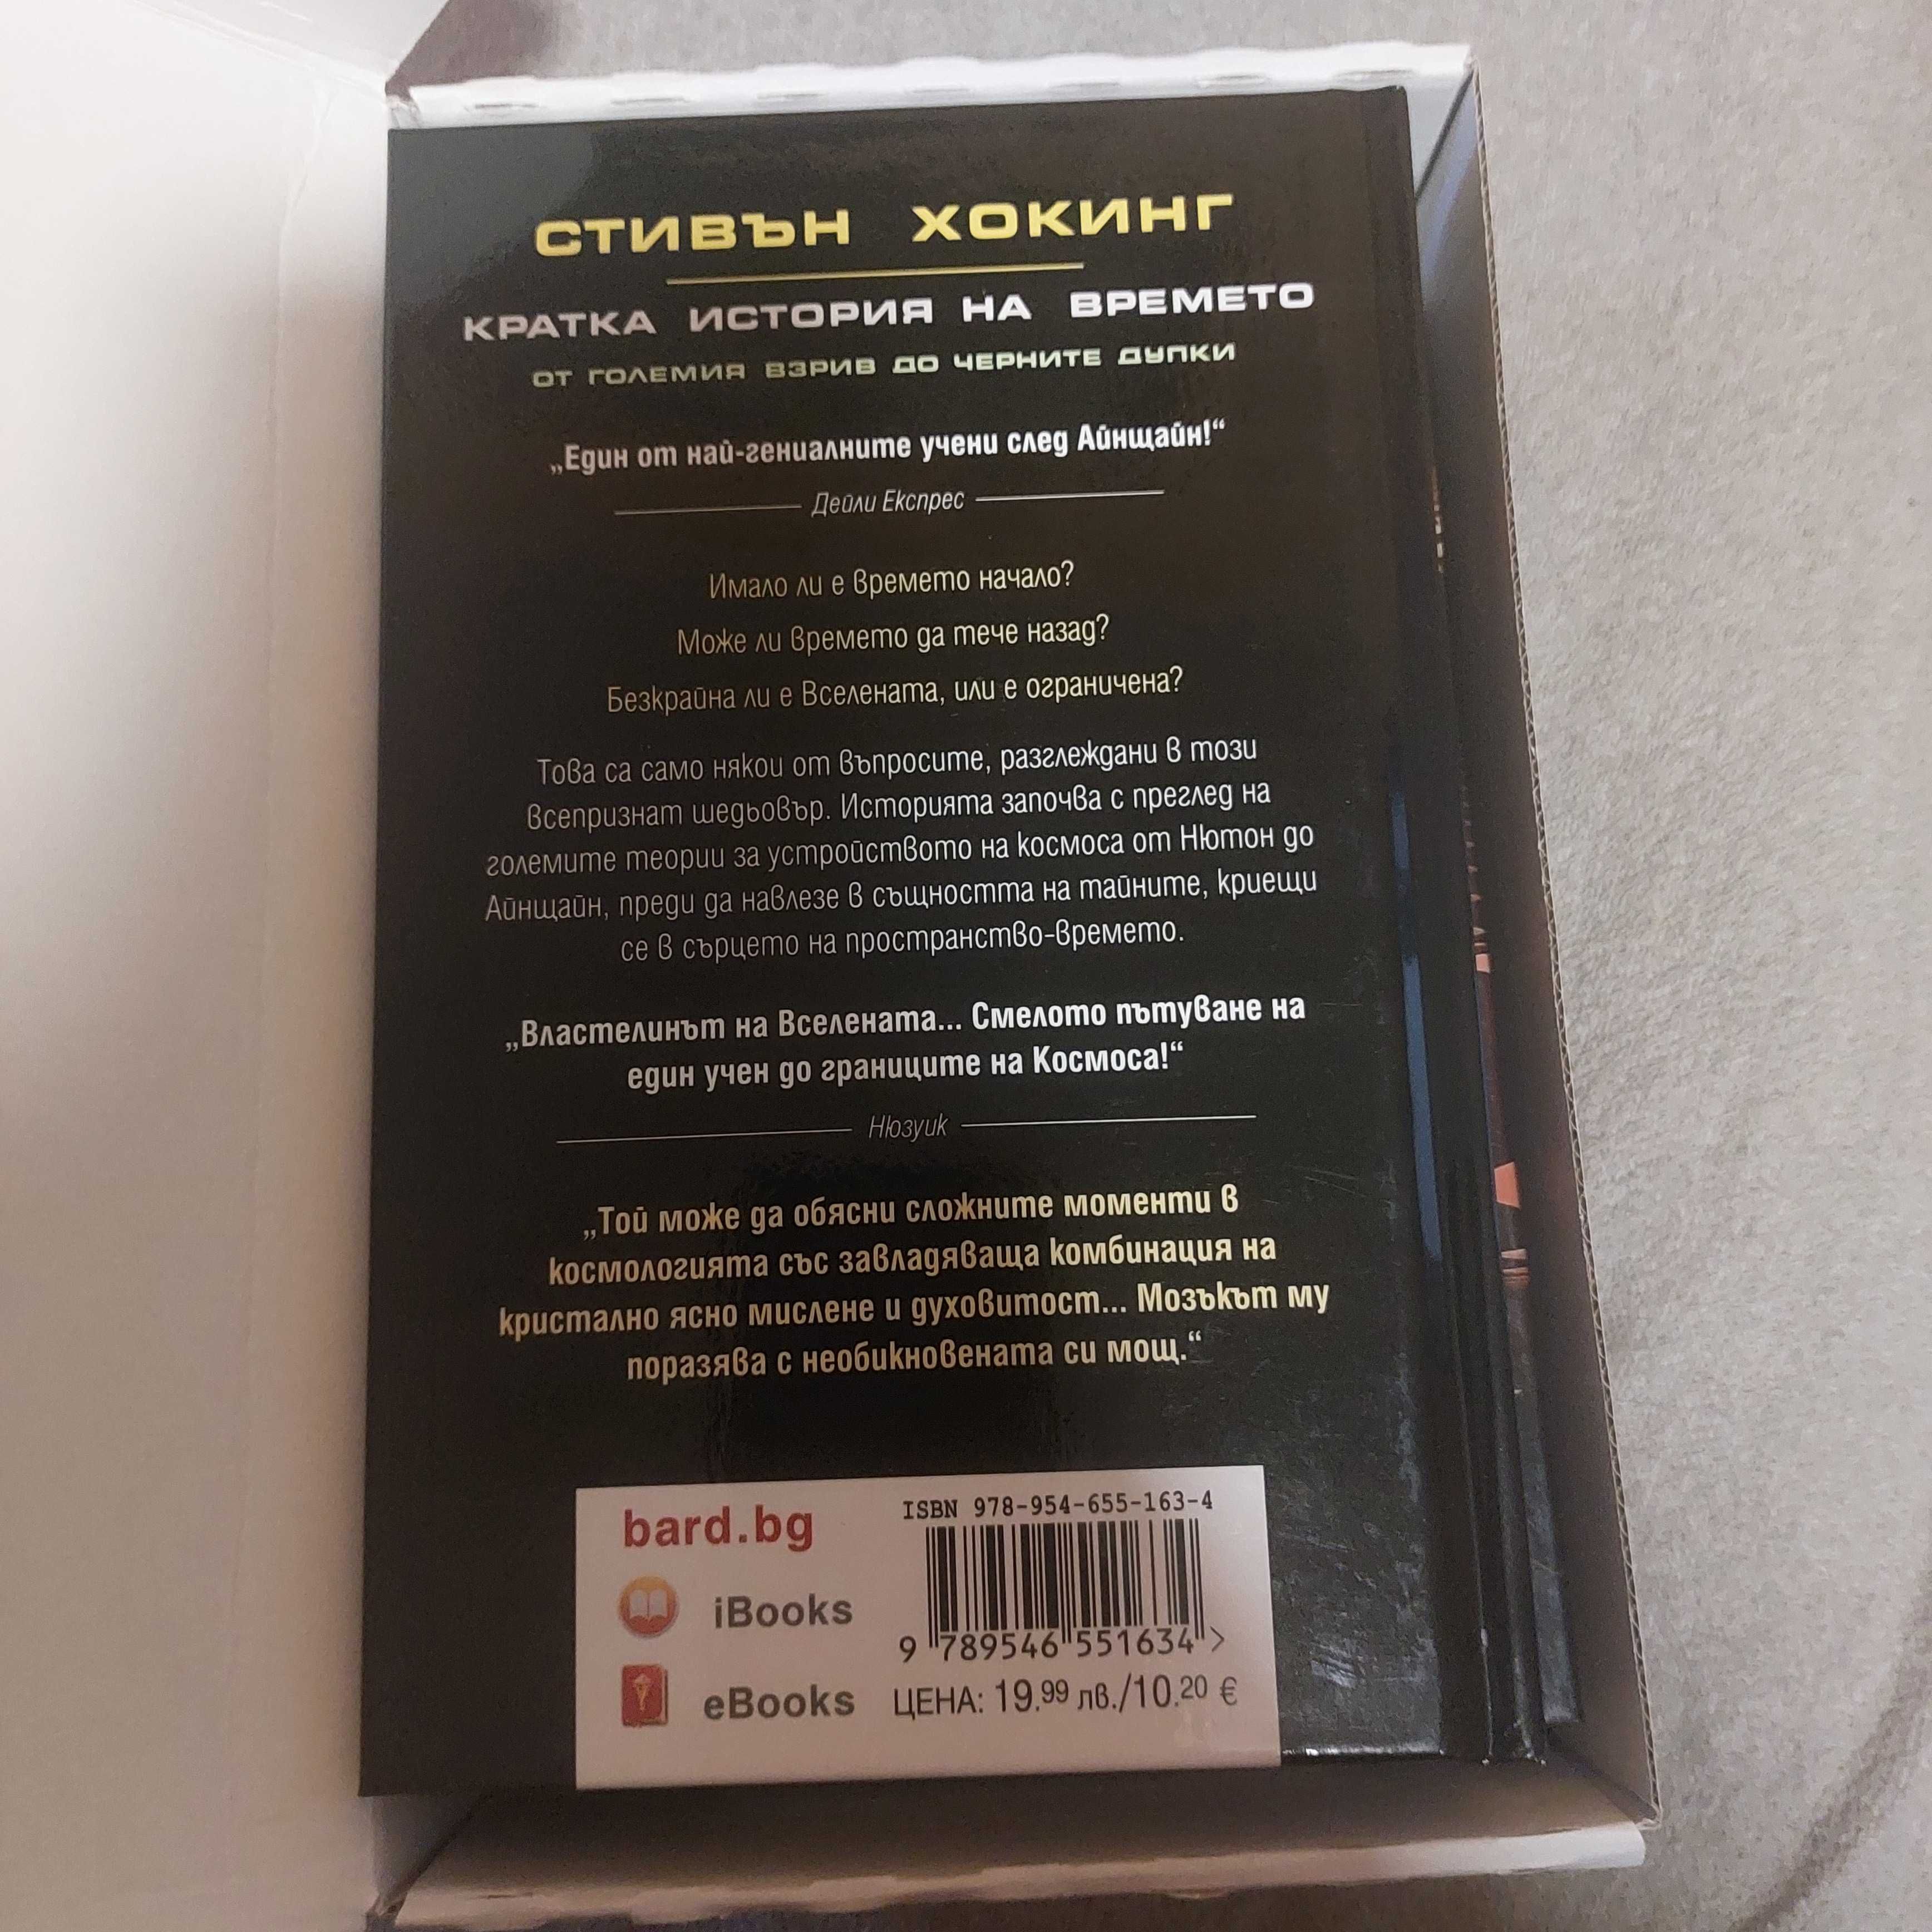 СТИВЪН ХОКИНГ
КРАТКА ИСТОРИЯ НА ВРЕМЕТО
ОТ ГОЛЕМИЯ ВЗРИВ ДО ЧЕРНИТЕ ДУПКИ
„Един от най-гениалните учени след Айнщайн!“
Дейли Експрес
Имало ли е времето начало?
Може ли времето да тече назад?
Безкрайна ли е Вселената, или е ограничена?
Това са само някои от въпросите, разглеждани в този
всепризнат шедьовър. Историята започва с преглед на
големите теории за устройството на космоса от Нютон до
Айнщайн, преди да навлезе в същността на тайните, криещи
се в сърцето на пространство-времето.
„Властелинът на Вселената... Смелото пътуване на
един учен до границите на Космоса!“
Нюзуик
„Той може да обясни сложните моменти в
космологията със завладяваща комбинация на
кристално ясно мислене и духовитост... Мозъкът му
поразява с необикновената си мощ.“
bard.bg
iBooks
eBooks
ISBN 978-954-655-163-4
9 789546 551634 >
ЦЕНА: 19.99 лв./10.20 €